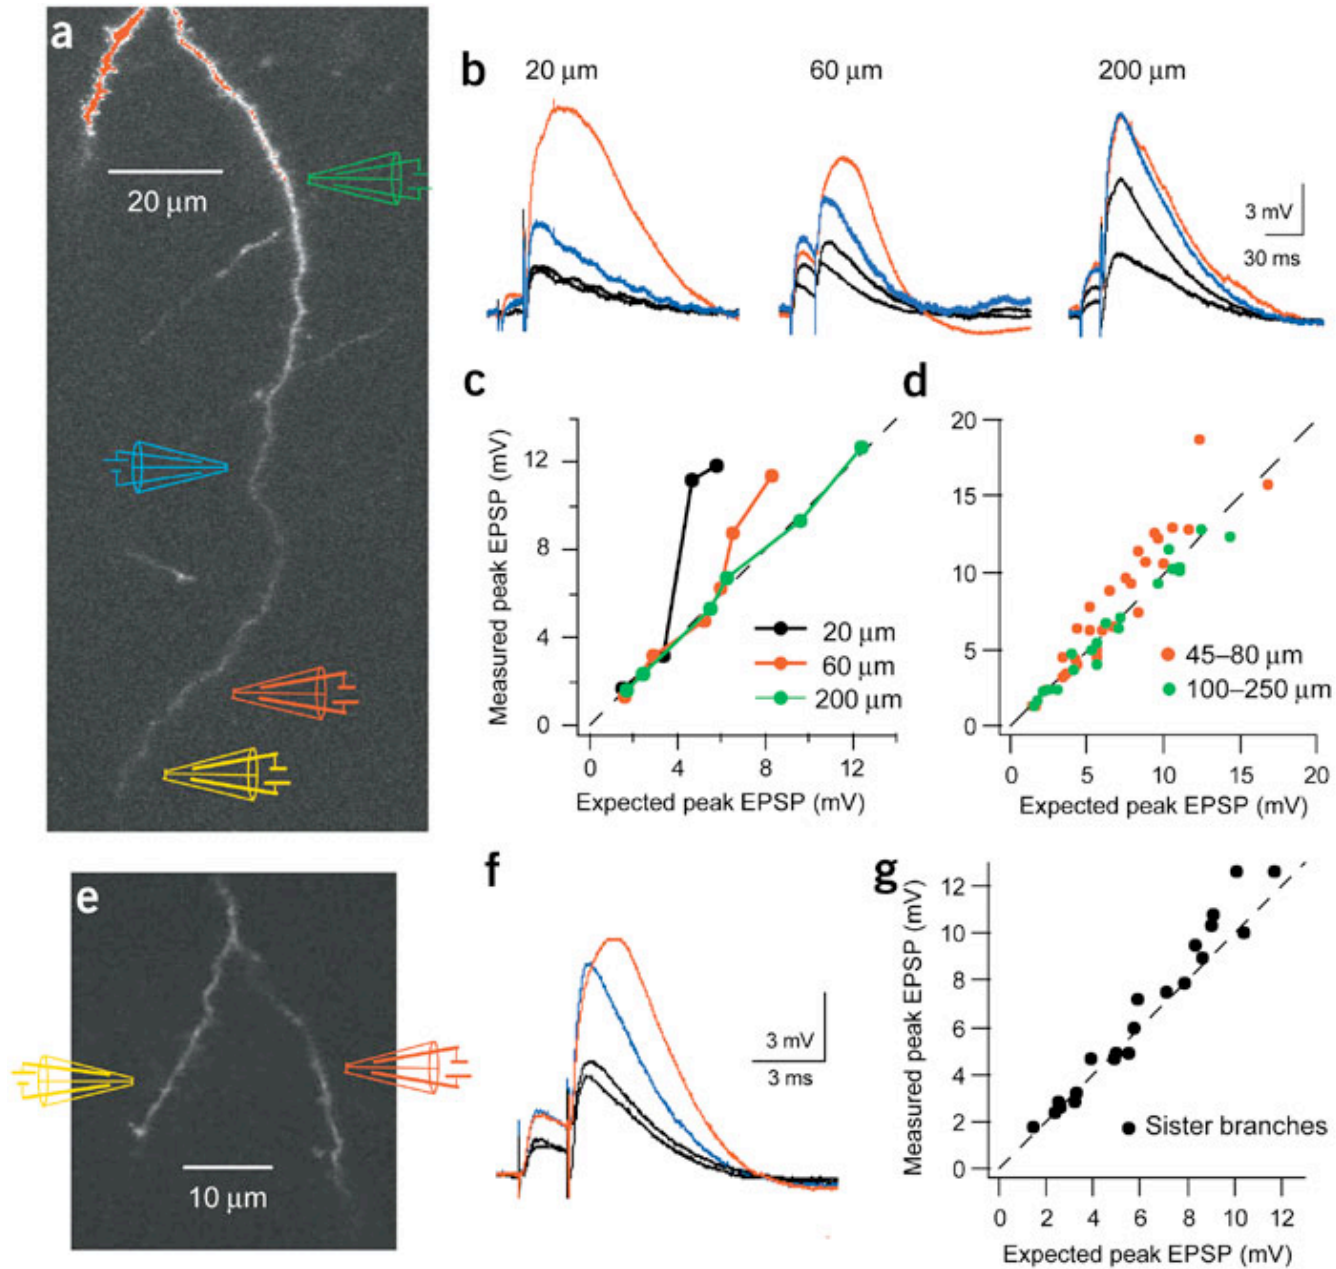 a
20 µm
b
20 µm
60 µm
200 µm
3 mV
30 ms
c
Measured peak EPSP (mV)
12
8
4
0
0 4 8 12
Expected peak EPSP (mV)
20 µm
60 µm
200 µm
d
20
15
10
5
0
0 5 10 15 20
Expected peak EPSP (mV)
45–80 µm
100–250 µm
e
10 µm
f
3 mV
3 ms
g
Measured peak EPSP (mV)
12
10
8
6
4
2
0
0 2 4 6 8 10 12
Expected peak EPSP (mV)
Sister branches